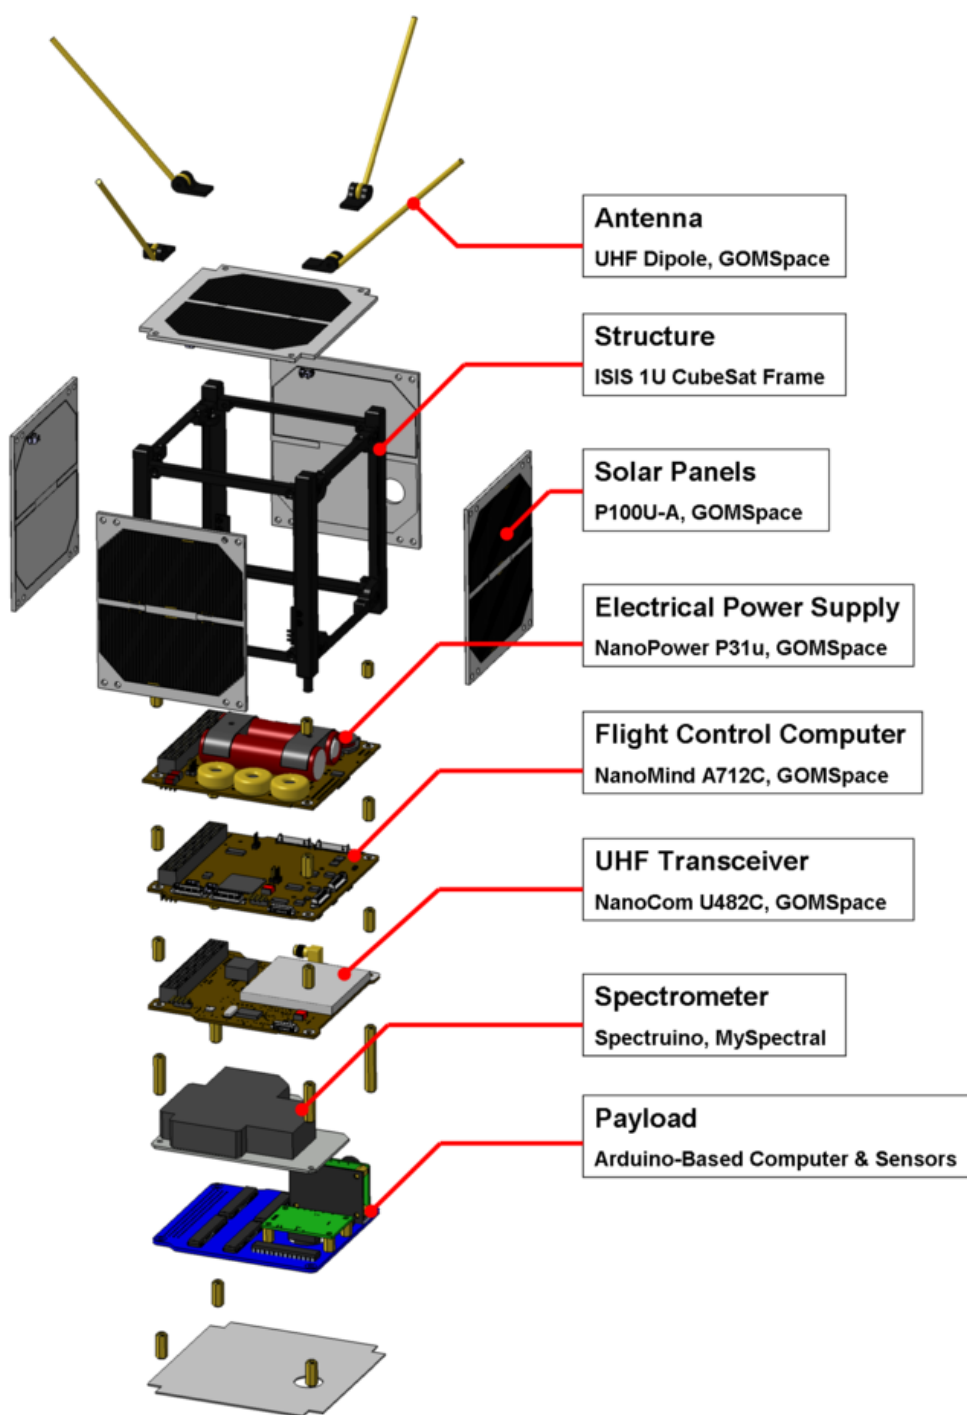 Antenna
UHF Dipole, GOMSpace
Structure
ISIS 1U CubeSat Frame
Solar Panels
P100U-A, GOMSpace
Electrical Power Supply
NanoPower P31u, GOMSpace
Flight Control Computer
NanoMind A712C, GOMSpace
UHF Transceiver
NanoCom U482C, GOMSpace
Spectrometer
Spectruino, MySpectral
Payload
Arduino-Based Computer & Sensors